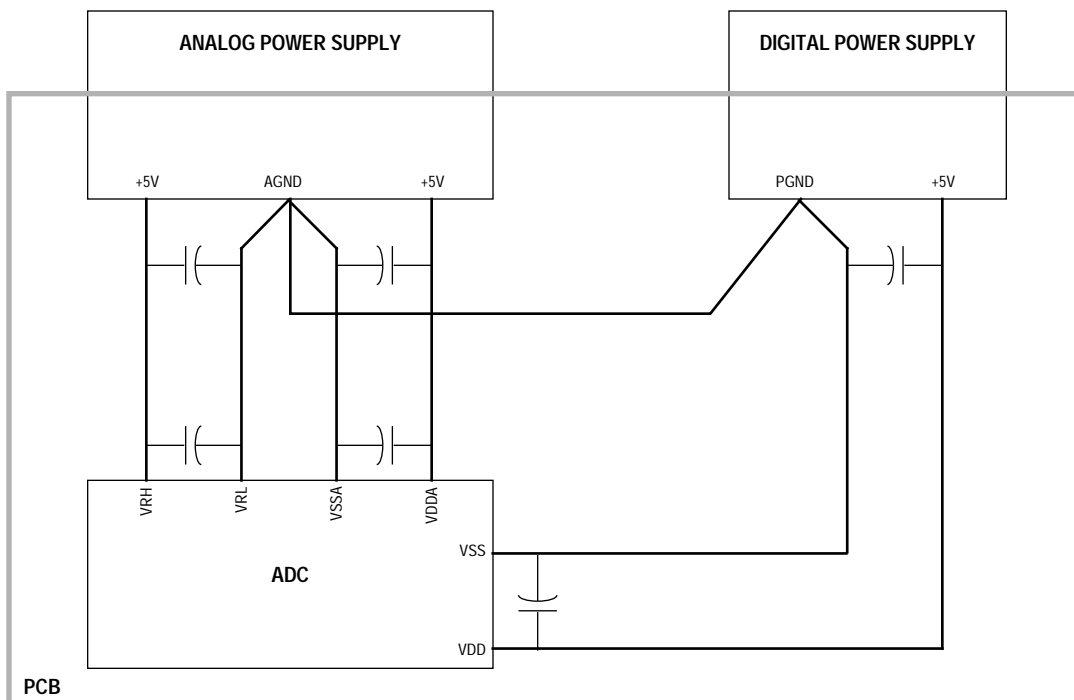 ANALOG POWER SUPPLY
DIGITAL POWER SUPPLY
+5V
AGND
+5V
PGND
+5V
VRH
VRL
VSSA
VDDA
VSS
ADC
VDD
PCB